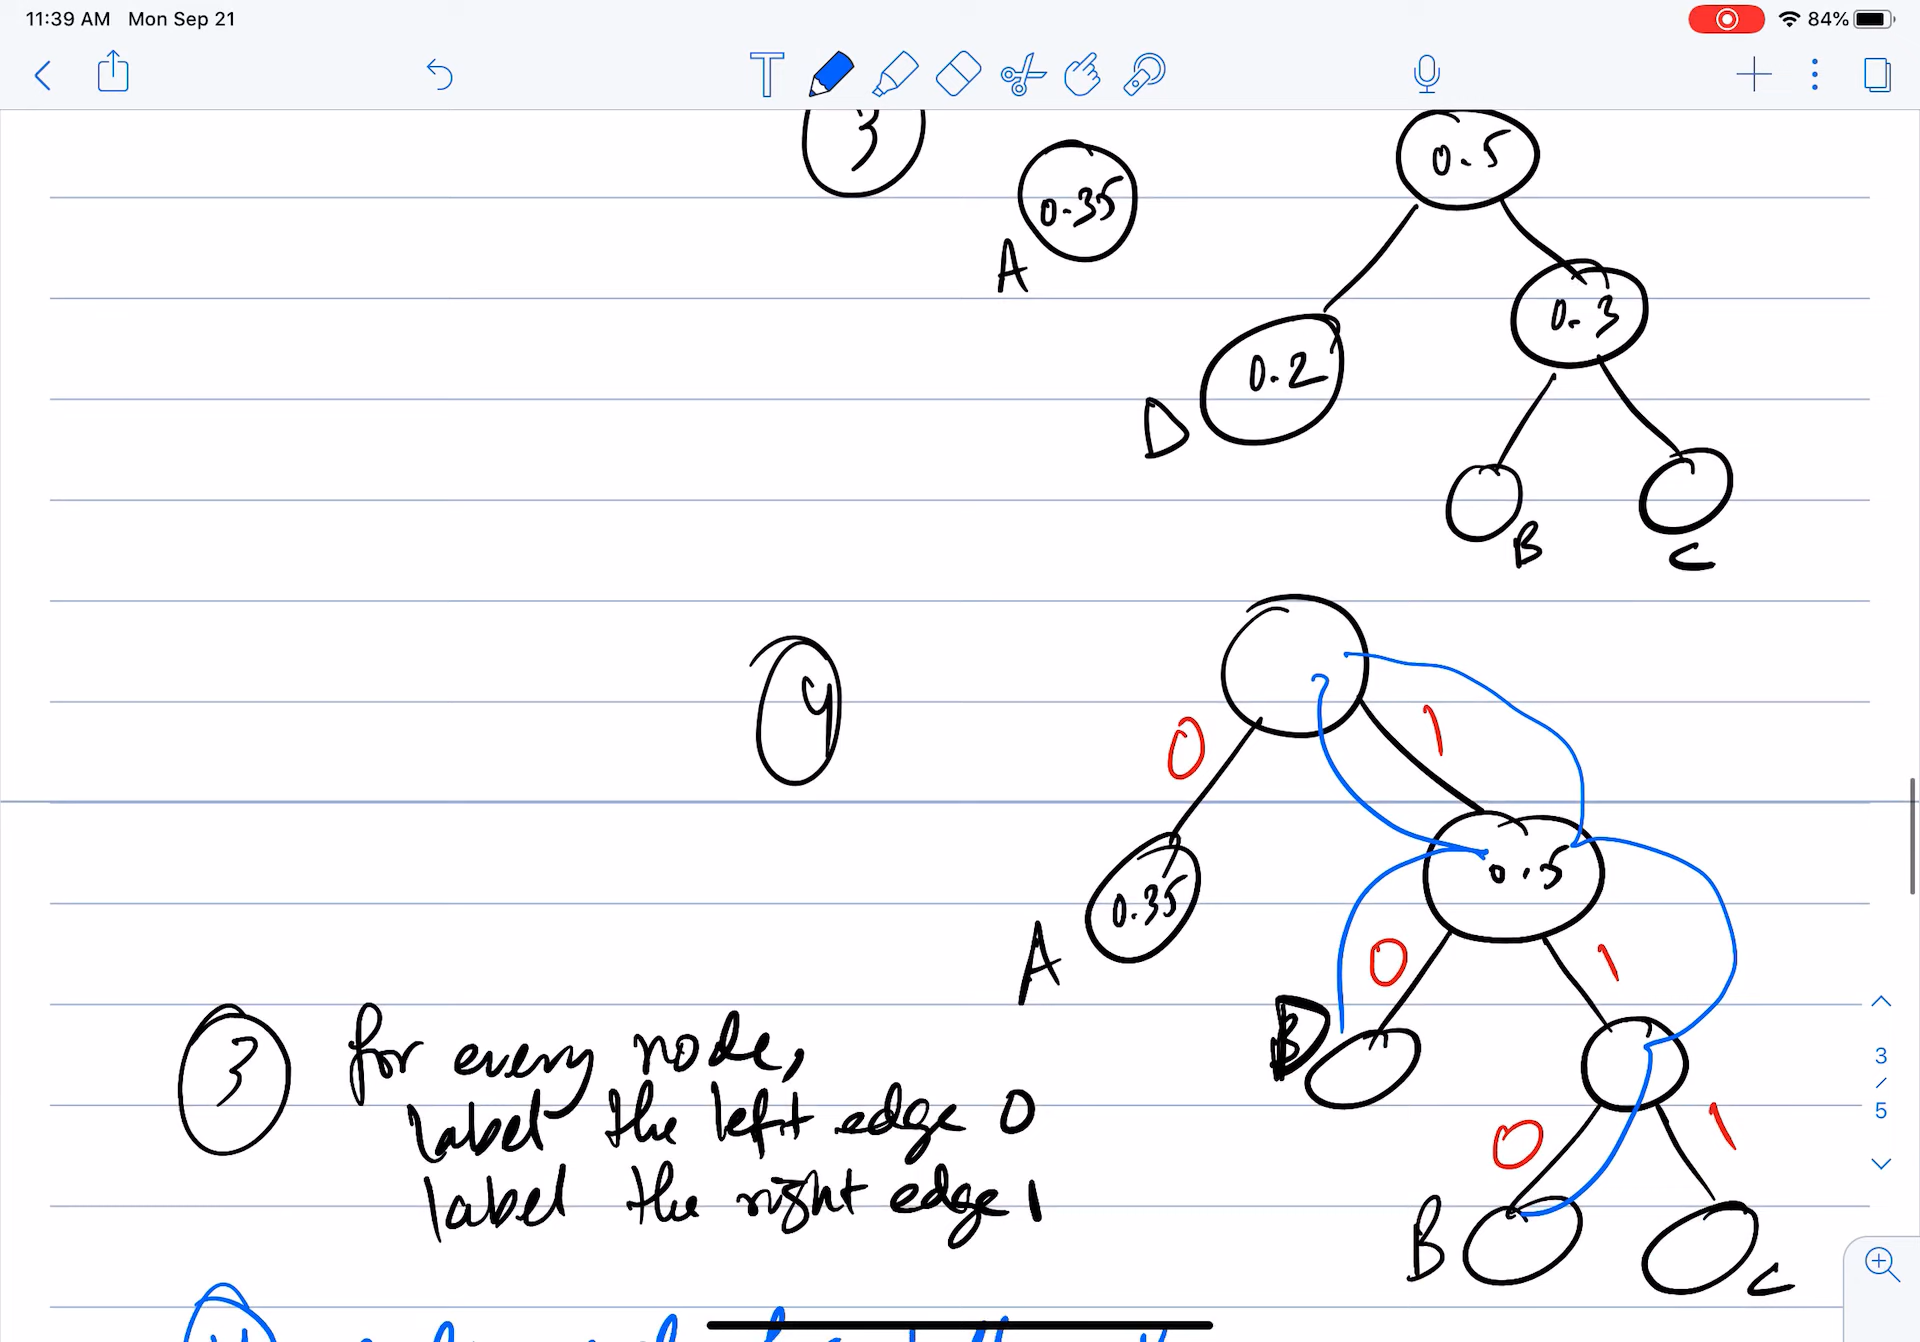 11:39 AM Mon Sep 21
84%
T
3
0.5
0.35
A
0.3
0.2
D
B
C
4
0
1
0.35
0.5
A
0
1
D
3
for every node,
label the left edge 0
label the right edge 1
0
1
B
C
3
/
5